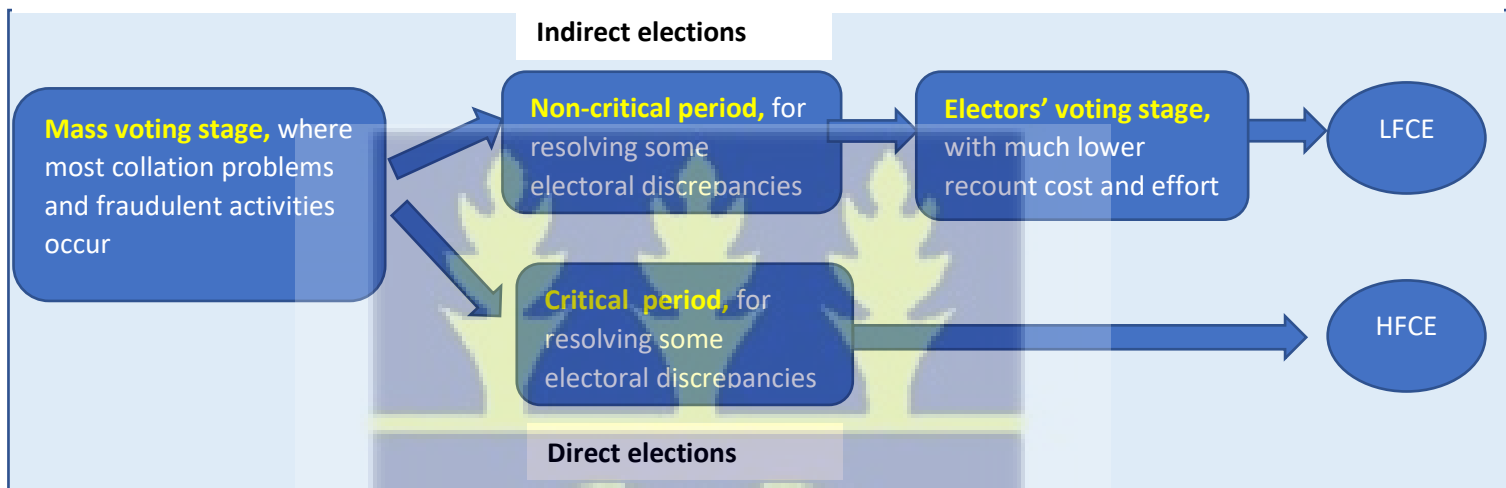 Indirect elections
Mass voting stage, where
most collation problems
and fraudulent activities
occur
Non-critical period, for
resolving some
electoral discrepancies
Electors’ voting stage,
with much lower
recount cost and effort
LFCE
Critical period, for
resolving some
electoral discrepancies
HFCE
Direct elections